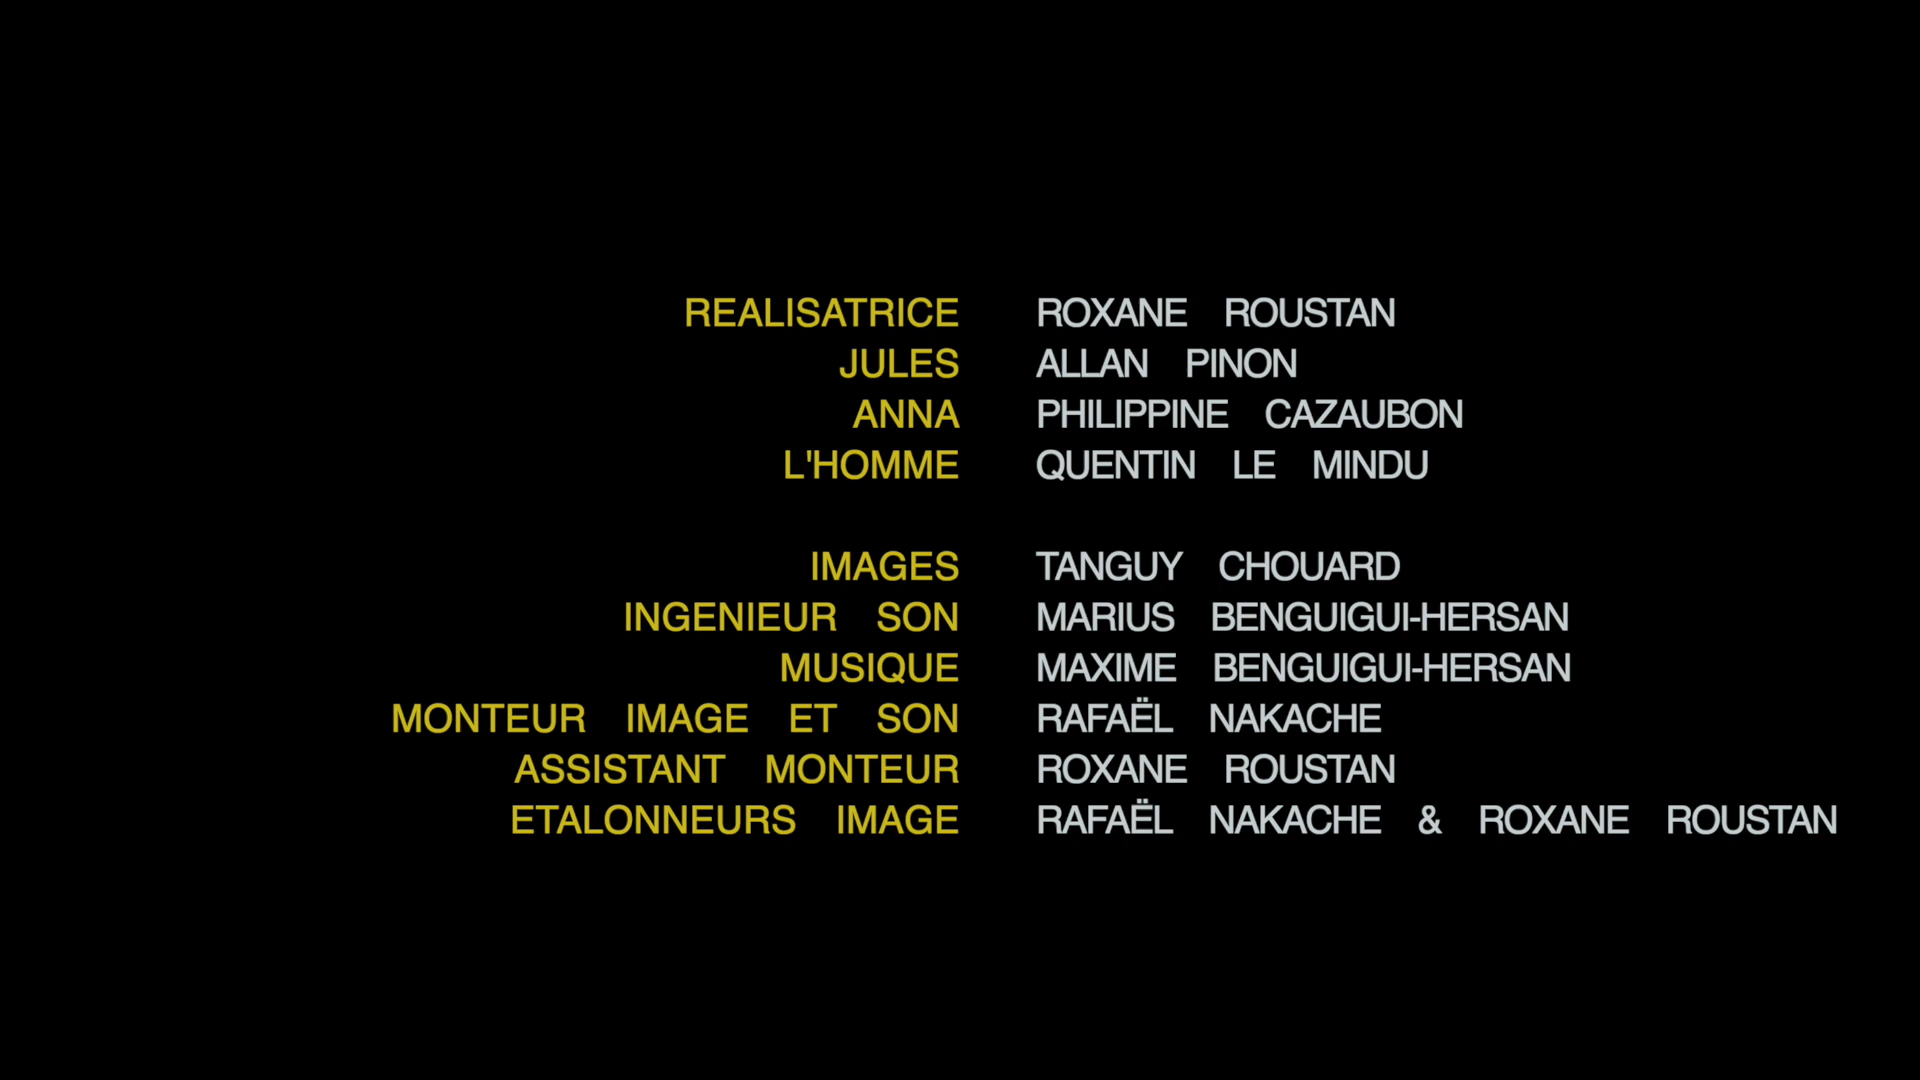 REALISATRICE ROXANE ROUSTAN
JULES ALLAN PINON
ANNA PHILIPPINE CAZAUBON
L'HOMME QUENTIN LE MINDU
IMAGES TANGUY CHOUARD
INGENIEUR SON MARIUS BENGUIGUI-HERSAN
MUSIQUE MAXIME BENGUIGUI-HERSAN
MONTEUR IMAGE ET SON RAFAËL NAKACHE
ASSISTANT MONTEUR ROXANE ROUSTAN
ETALONNEURS IMAGE RAFAËL NAKACHE & ROXANE ROUSTAN